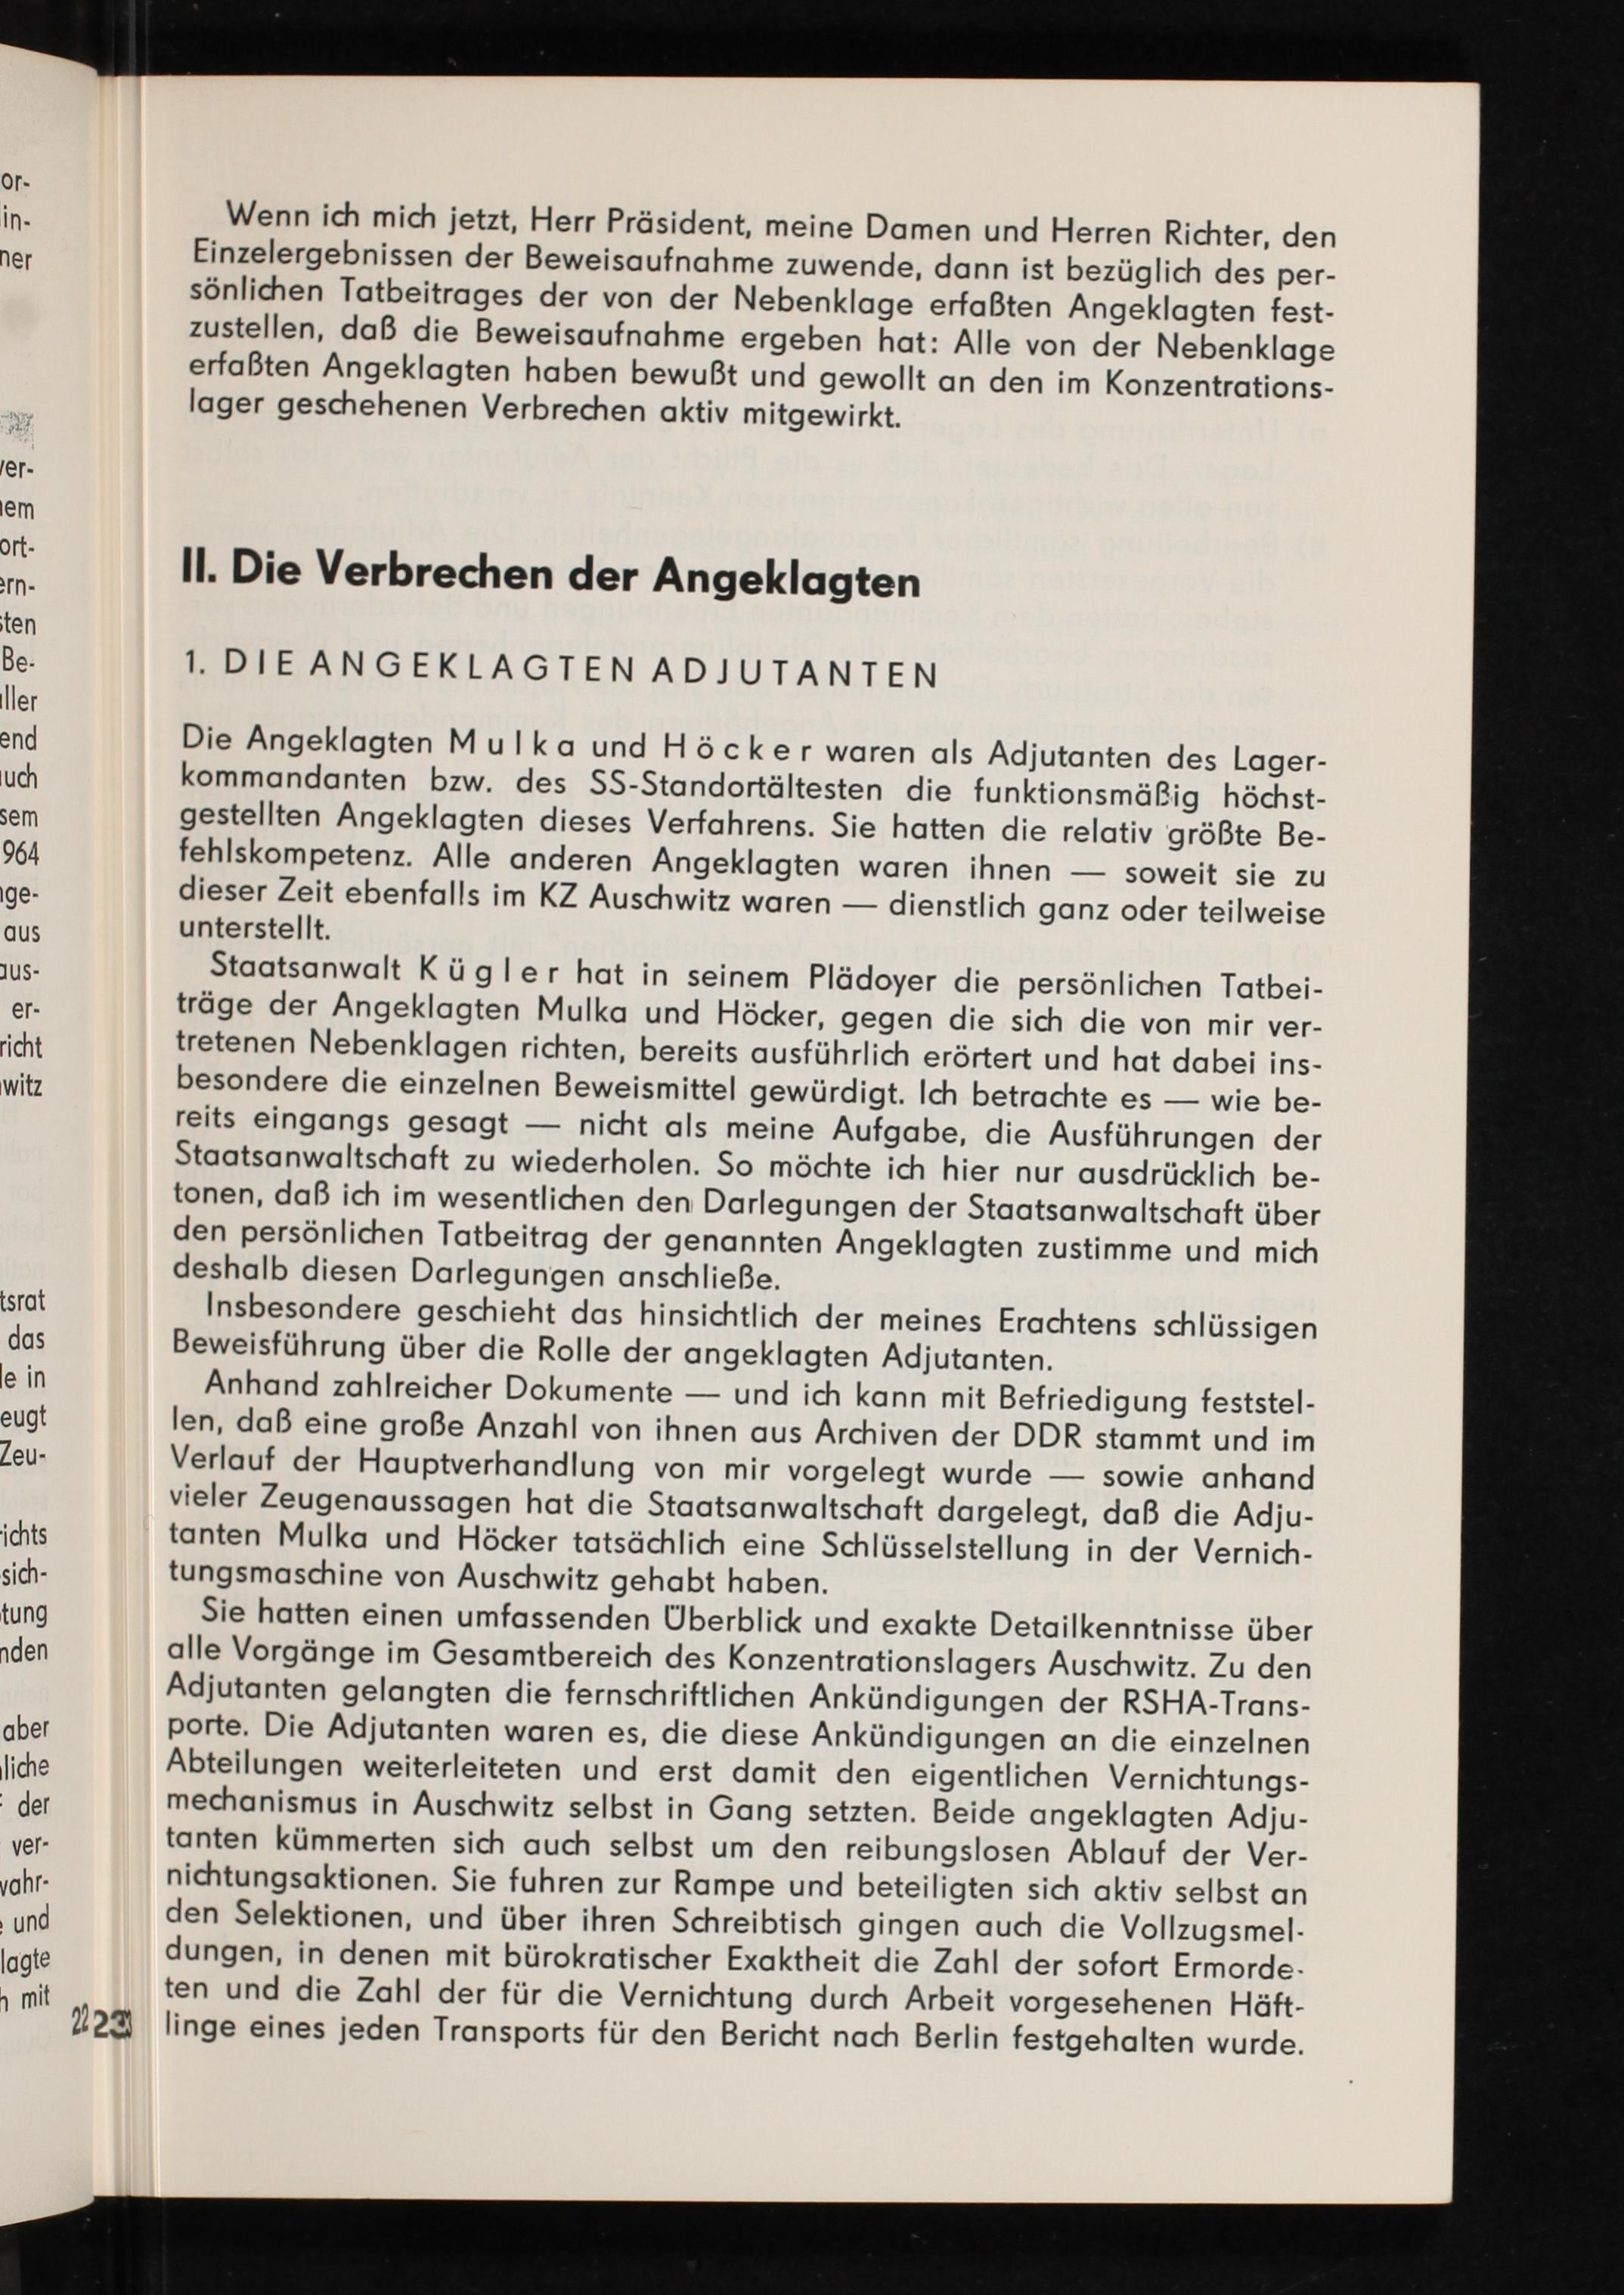 Wenn ich mich jetzt, Herr Präsident, meine Damen und Herren Richter, den
Einzelergebnissen der Beweisaufnahme zuwende, dann ist bezüglich des per-
sönlichen Tatbeitrages der von der Nebenklage erfaßten Angeklagten fest-
zustellen, daß die Beweisaufnahme ergeben hat: Alle von der Nebenklage
erfaßten Angeklagten haben bewußt und gewollt an den im Konzentrations-
lager geschehenen Verbrechen aktiv mitgewirkt.
II. Die Verbrechen der Angeklagten
1. DIE ANGEKLAGTEN ADJUTANTEN
Die Angeklagten Mulka und Höcker waren als Adjutanten des Lager-
kommandanten bzw. des SS-Standortältesten die funktionsmäßig höchst-
gestellten Angeklagten dieses Verfahrens. Sie hatten die relativ größte Be-
fehlskompetenz. Alle anderen Angeklagten waren ihnen — soweit sie zu
dieser Zeit ebenfalls im KZ Auschwitz waren — dienstlich ganz oder teilweise
unterstellt.
Staatsanwalt Kügler hat in seinem Plädoyer die persönlichen Tatbei-
träge der Angeklagten Mulka und Höcker, gegen die sich die von mir ver-
tretenen Nebenklagen richten, bereits ausführlich erörtert und hat dabei ins-
besondere die einzelnen Beweismittel gewürdigt. Ich betrachte es — wie be-
reits eingangs gesagt — nicht als meine Aufgabe, die Ausführungen der
Staatsanwaltschaft zu wiederholen. So möchte ich hier nur ausdrücklich be-
tonen, daß ich im wesentlichen den Darlegungen der Staatsanwaltschaft über
den persönlichen Tatbeitrag der genannten Angeklagten zustimme und mich
deshalb diesen Darlegungen anschließe.
Insbesondere geschieht das hinsichtlich der meines Erachtens schlüssigen
Beweisführung über die Rolle der angeklagten Adjutanten.
Anhand zahlreicher Dokumente — und ich kann mit Befriedigung feststel-
len, daß eine große Anzahl von ihnen aus Archiven der DDR stammt und im
Verlauf der Hauptverhandlung von mir vorgelegt wurde — sowie anhand
vieler Zeugenaussagen hat die Staatsanwaltschaft dargelegt, daß die Adju-
tanten Mulka und Höcker tatsächlich eine Schlüsselstellung in der Vernich-
tungsmaschine von Auschwitz gehabt haben.
Sie hatten einen umfassenden Überblick und exakte Detailkenntnisse über
alle Vorgänge im Gesamtbereich des Konzentrationslagers Auschwitz. Zu den
Adjutanten gelangten die fernschriftlichen Ankündigungen der RSHA-Trans-
porte. Die Adjutanten waren es, die diese Ankündigungen an die einzelnen
Abteilungen weiterleiteten und erst damit den eigentlichen Vernichtungs-
mechanismus in Auschwitz selbst in Gang setzten. Beide angeklagten Adju-
tanten kümmerten sich auch selbst um den reibungslosen Ablauf der Ver-
nichtungsaktionen. Sie fuhren zur Rampe und beteiligten sich aktiv selbst an
den Selektionen, und über ihren Schreibtisch gingen auch die Vollzugsmel-
dungen, in denen mit bürokratischer Exaktheit die Zahl der sofort Ermorde-
ten und die Zahl der für die Vernichtung durch Arbeit vorgesehenen Häft-
linge eines jeden Transports für den Bericht nach Berlin festgehalten wurde.
22 23